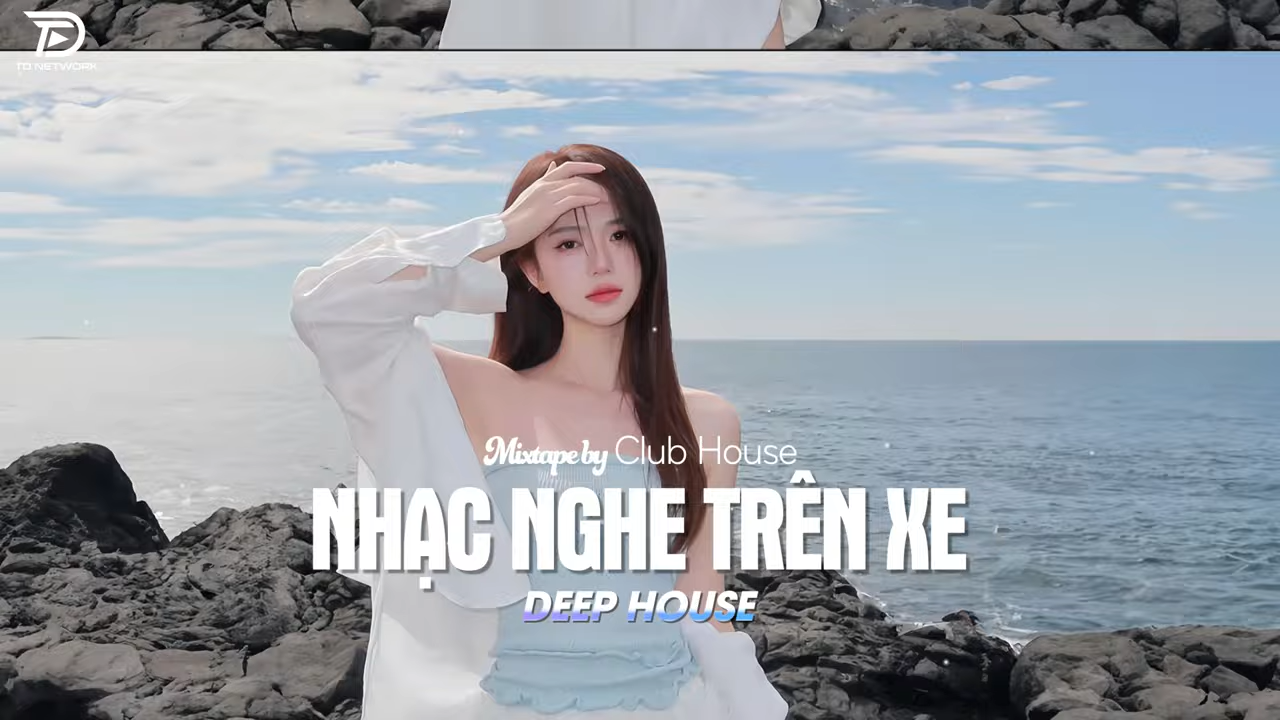 TD NETWORK
Mixtape by Club House
NHẠC NGHE TRÊN XE
DEEP HOUSE